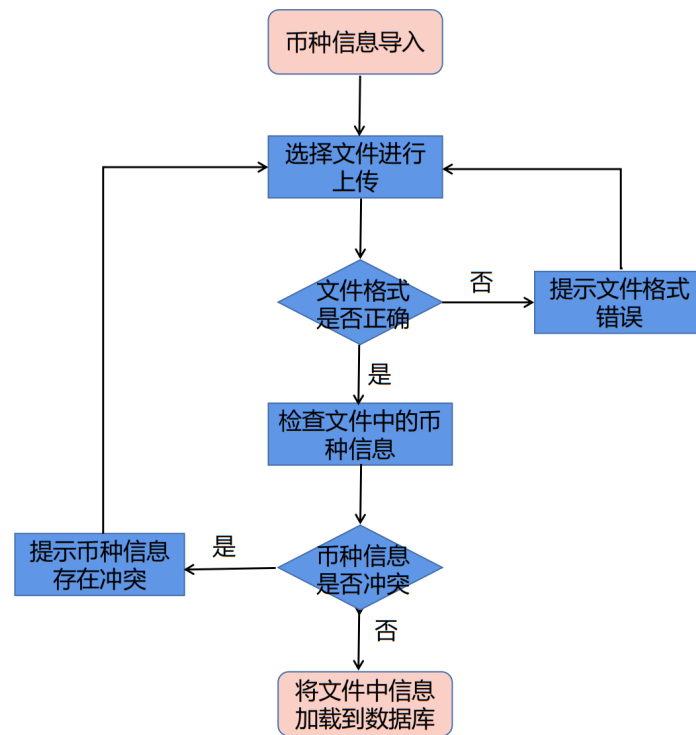 币种信息导入
选择文件进行
上传
文件格式
是否正确
否
提示文件格式
错误
是
检查文件中的币
种信息
币种信息
是否冲突
是
提示币种信息
存在冲突
否
将文件中信息
加载到数据库